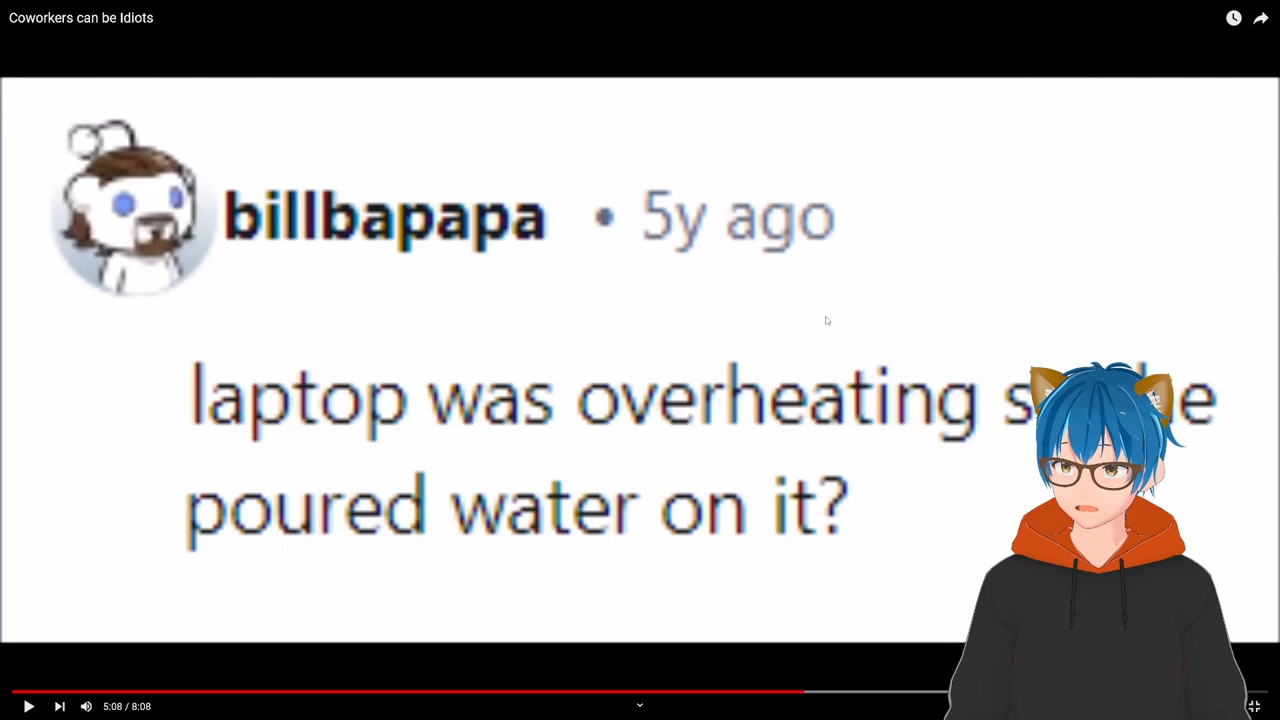 Coworkers can be Idiots
billbapapa • 5y ago
laptop was overheating
poured water on it?
5:08 / 8:08